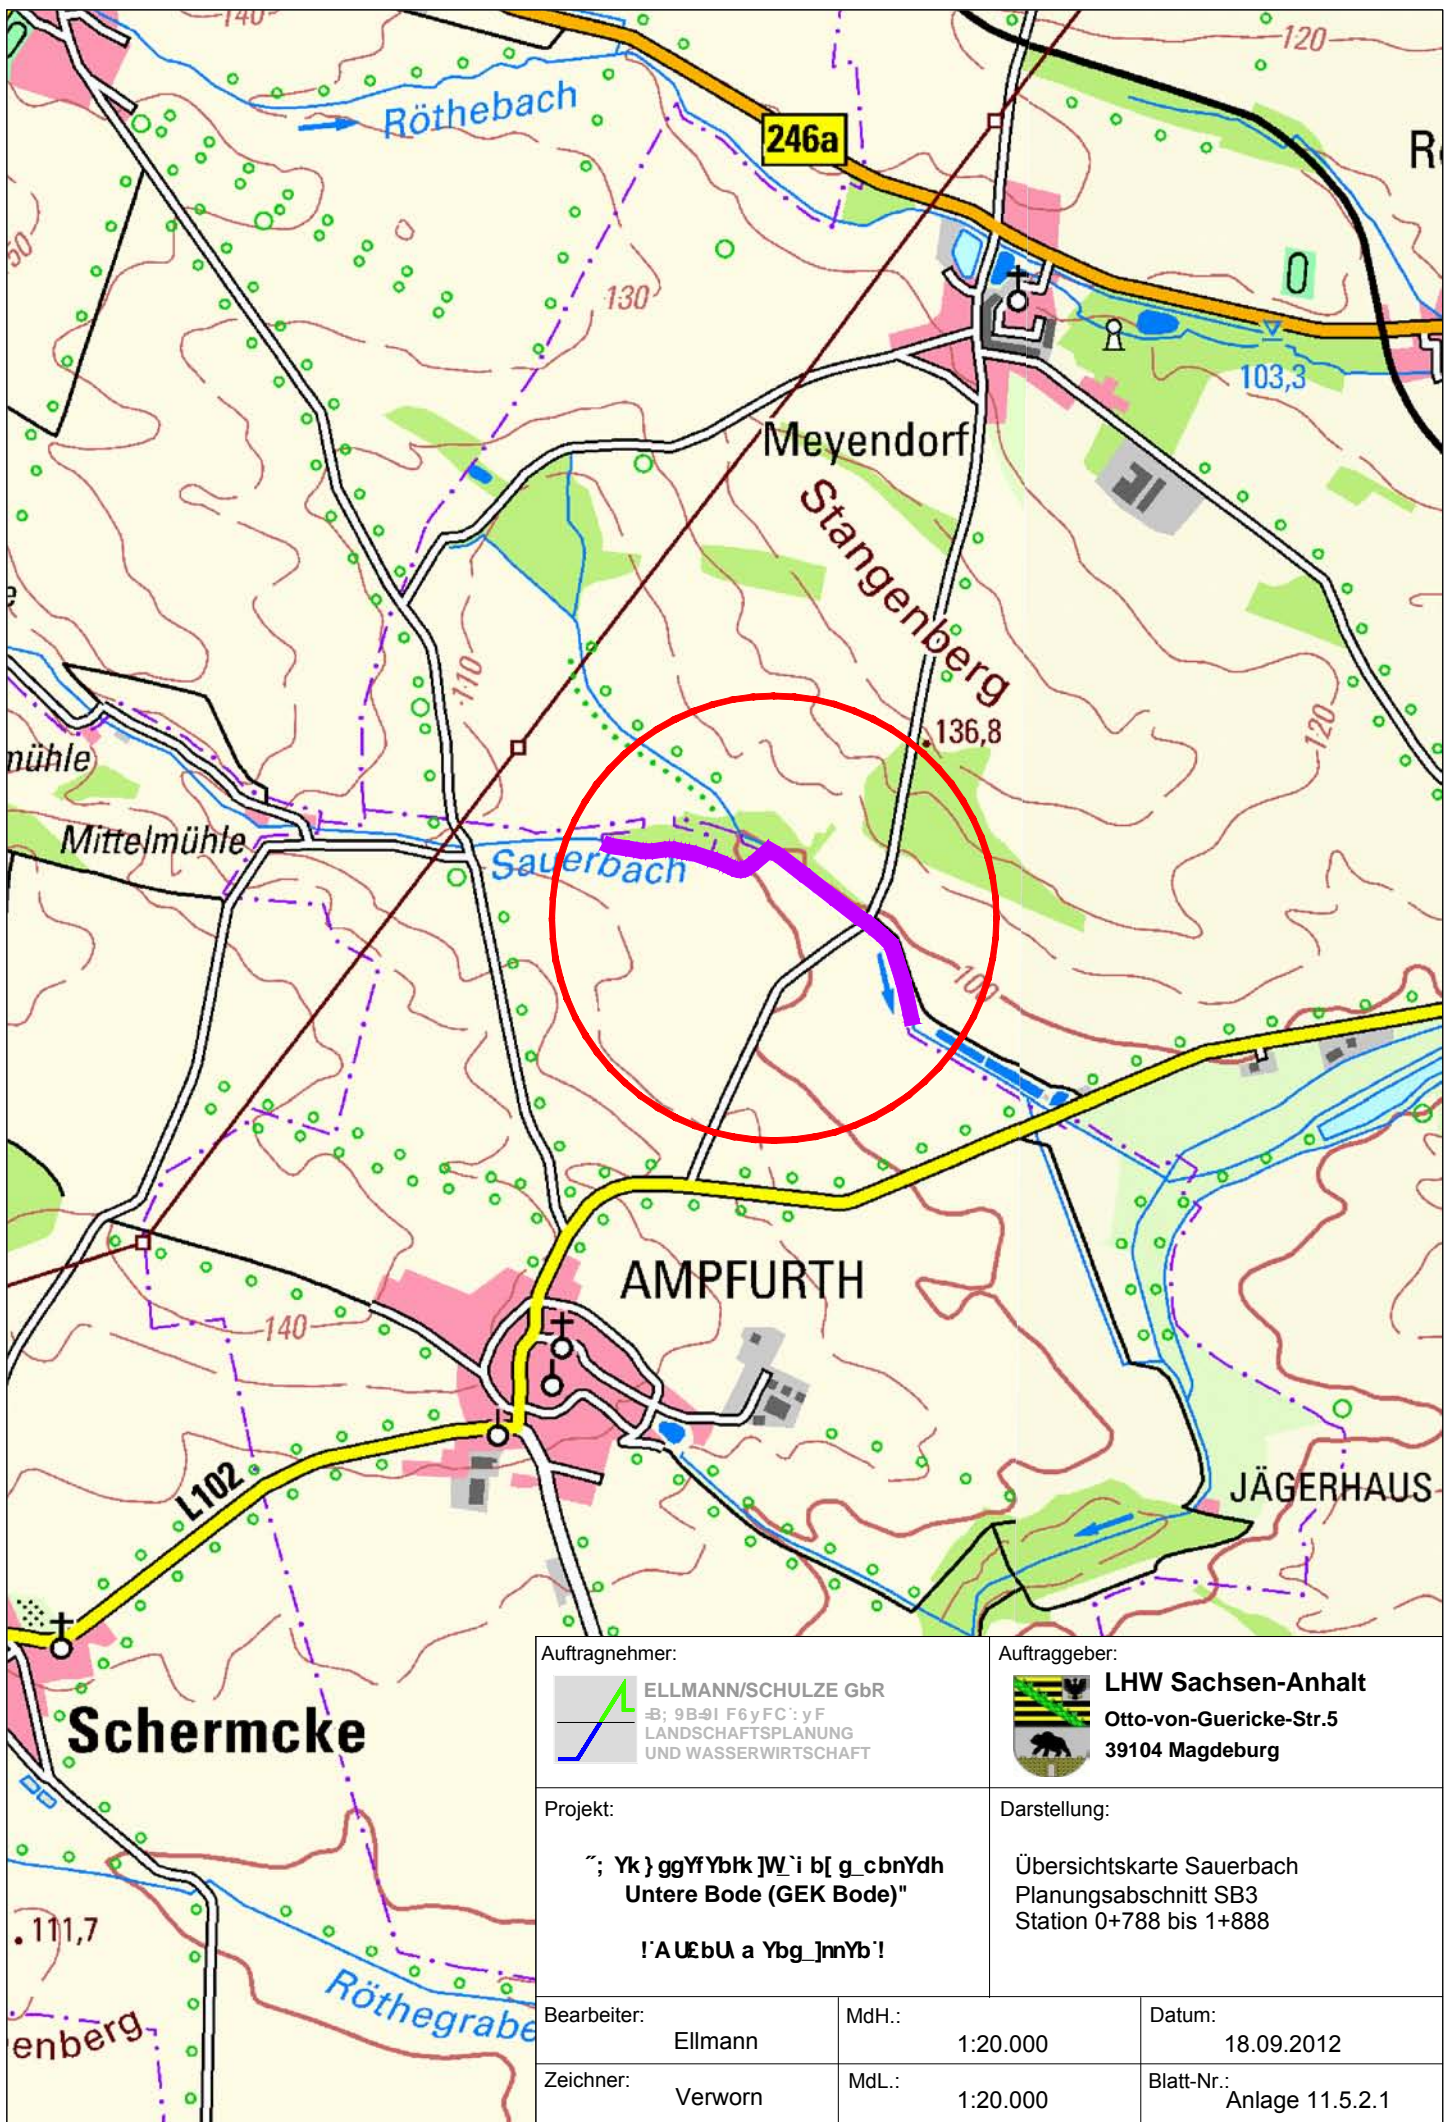 140
120
Röthebach
246a
R
50
130
103,3
Meyendorf
Stangenberg
e
110
136,8
120
mühle
Mittelmühle
Sauerbach
100
AMPFURTH
140
L102
JÄGERHAUS
Schermcke
111,7
Röthegrabe
enberg
Auftragnehmer:
ELLMANN/SCHULZE GbR
LANDSCHAFTSPLANUNG
UND WASSERWIRTSCHAFT
Auftraggeber:
LHW Sachsen-Anhalt
Otto-von-Guericke-Str.5
39104 Magdeburg
Projekt:
Untere Bode (GEK Bode)"
Darstellung:
Übersichtskarte Sauerbach
Planungsabschnitt SB3
Station 0+788 bis 1+888
Bearbeiter:
Ellmann
MdH.:
1:20.000
Datum:
18.09.2012
Zeichner:
Verworn
MdL.:
1:20.000
Blatt-Nr.:
Anlage 11.5.2.1